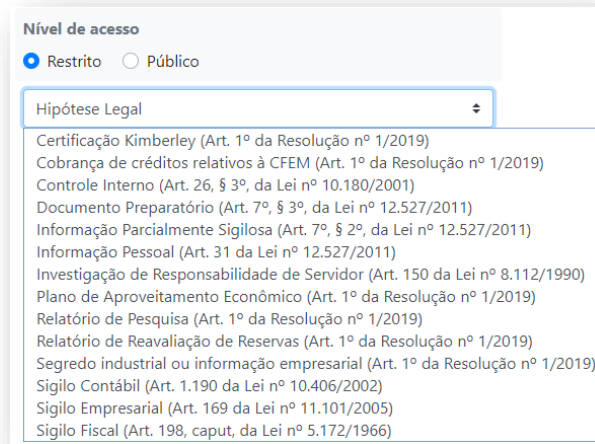 Nível de acesso
Restrito Público
Hipótese Legal
Certificação Kimberley (Art. 1º da Resolução nº 1/2019)
Cobrança de créditos relativos à CFEM (Art. 1º da Resolução nº 1/2019)
Controle Interno (Art. 26, § 3º, da Lei nº 10.180/2001)
Documento Preparatório (Art. 7º, § 3º, da Lei nº 12.527/2011)
Informação Parcialmente Sigilosa (Art. 7º, § 2º, da Lei nº 12.527/2011)
Informação Pessoal (Art. 31 da Lei nº 12.527/2011)
Investigação de Responsabilidade de Servidor (Art. 150 da Lei nº 8.112/1990)
Plano de Aproveitamento Econômico (Art. 1º da Resolução nº 1/2019)
Relatório de Pesquisa (Art. 1º da Resolução nº 1/2019)
Relatório de Reavaliação de Reservas (Art. 1º da Resolução nº 1/2019)
Segredo industrial ou informação empresarial (Art. 1º da Resolução nº 1/2019)
Sigilo Contábil (Art. 1.190 da Lei nº 10.406/2002)
Sigilo Empresarial (Art. 169 da Lei nº 11.101/2005)
Sigilo Fiscal (Art. 198, caput, da Lei nº 5.172/1966)